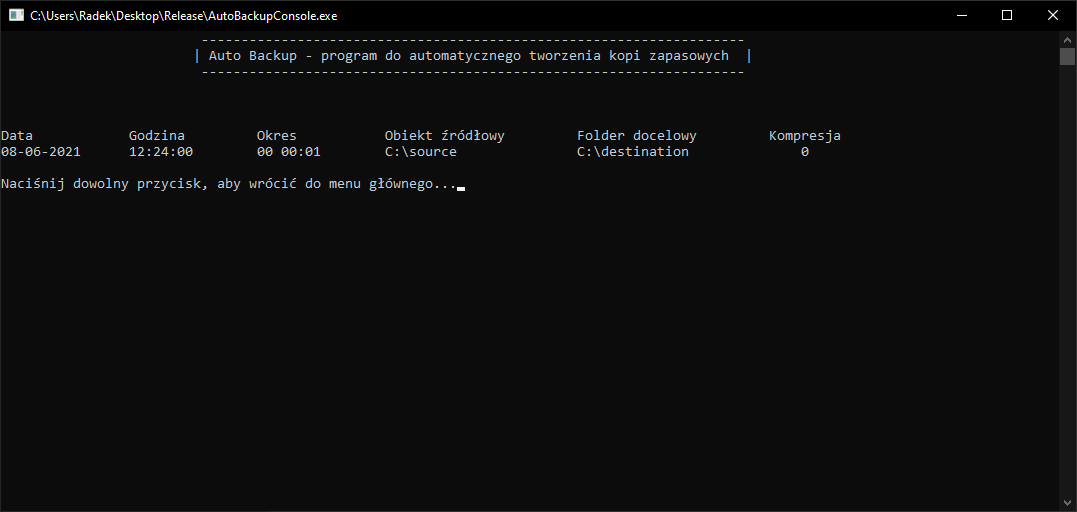 C:\Users\Radek\Desktop\Release\AutoBackupConsole.exe
--------------------------------------------------------------------
| Auto Backup - program do automatycznego tworzenia kopi zapasowych |
--------------------------------------------------------------------
Data Godzina Okres Obiekt źródłowy Folder docelowy Kompresja
08-06-2021 12:24:00 00 00:01 C:\source C:\destination 0
Naciśnij dowolny przycisk, aby wrócić do menu głównego...